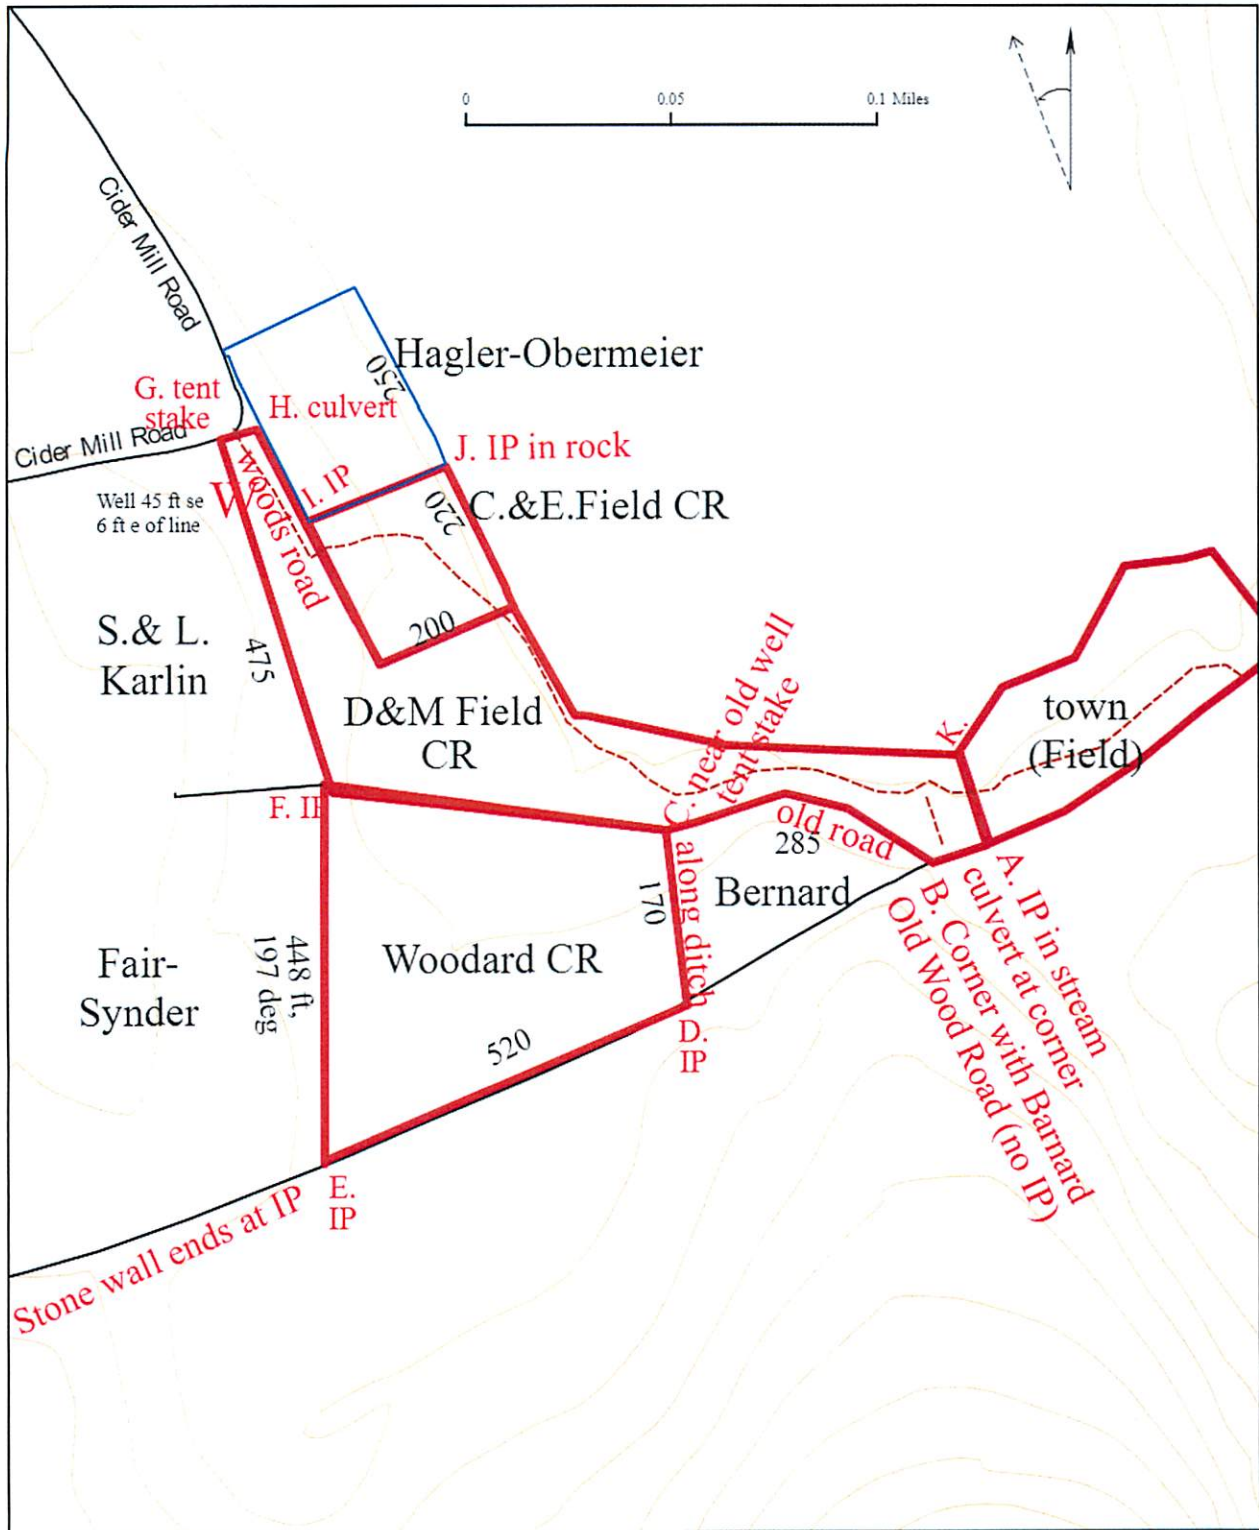 0 0.05 0.1 Miles
Cider Mill Road
Hagler-Obermeier
250
G. tent
stake
H. culvert
Cider Mill Road
J. IP in rock
I. IP
Well 45 ft se
6 ft e of line
W
woods road
220
C.&E.Field CR
S.& L.
Karlin
475
200
D&M Field
CR
C. near old well
tent stake
K.
town
(Field)
F. IP
old road
285
Bernard
170
along ditch
A. IP in stream
culvert at corner
B. Corner with Barnard
Old Wood Road (no IP)
Fair-
Synder
448 ft,
197 deg
Woodard CR
520
D.
IP
E.
IP
Stone wall ends at IP